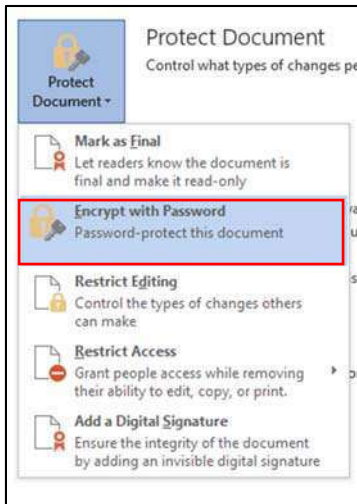 Protect Document
Control what types of changes pe
Protect
Document
Mark as Final
Let readers know the document is
final and make it read-only
Encrypt with Password
Password-protect this document
Restrict Editing
Control the types of changes others
can make
Restrict Access
Grant people access while removing
their ability to edit, copy, or print.
Add a Digital Signature
Ensure the integrity of the document
by adding an invisible digital signature